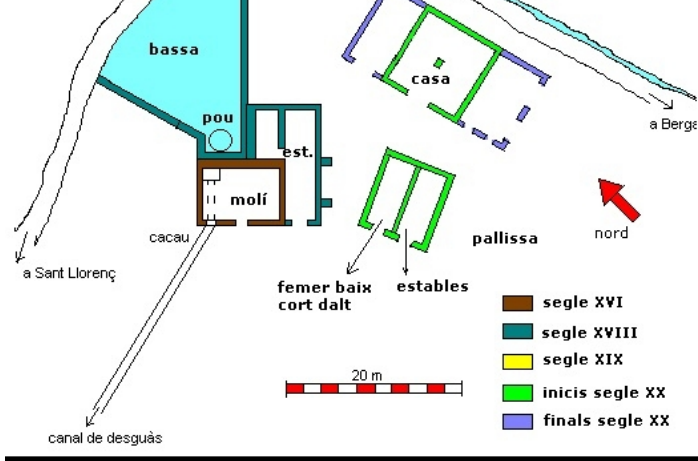 bassa
casa
a Berga
pou
est.
molí
nord
cacau
pallissa
a Sant Llorenç
femer baix
cort dalt
estables
segle XVI
segle XVIII
segle XIX
20 m
inicis segle XX
finals segle XX
canal de desguàs